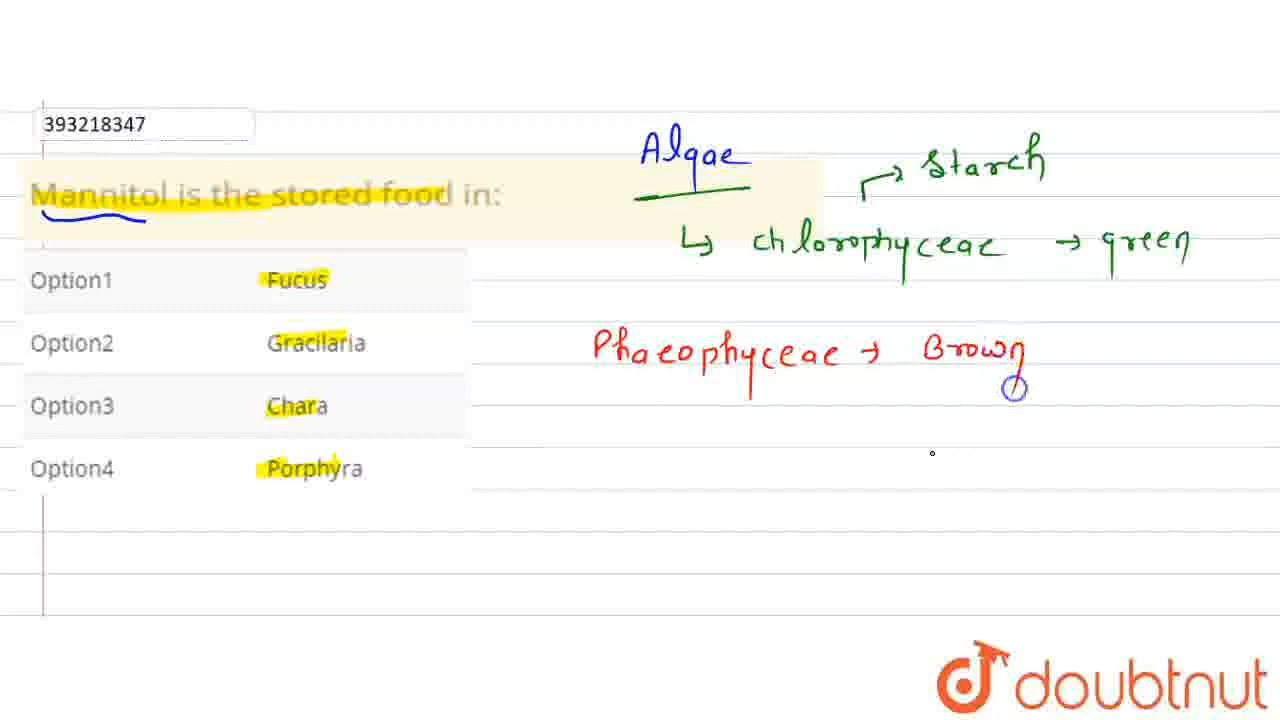 393218347
Mannitol is the stored food in:
Option1 Fucus
Option2 Gracilaria
Option3 Chara
Option4 Porphyra
Algae
↳ chlorophyceae → green
→ Starch
Phaeophyceae → Brown
doubtnut